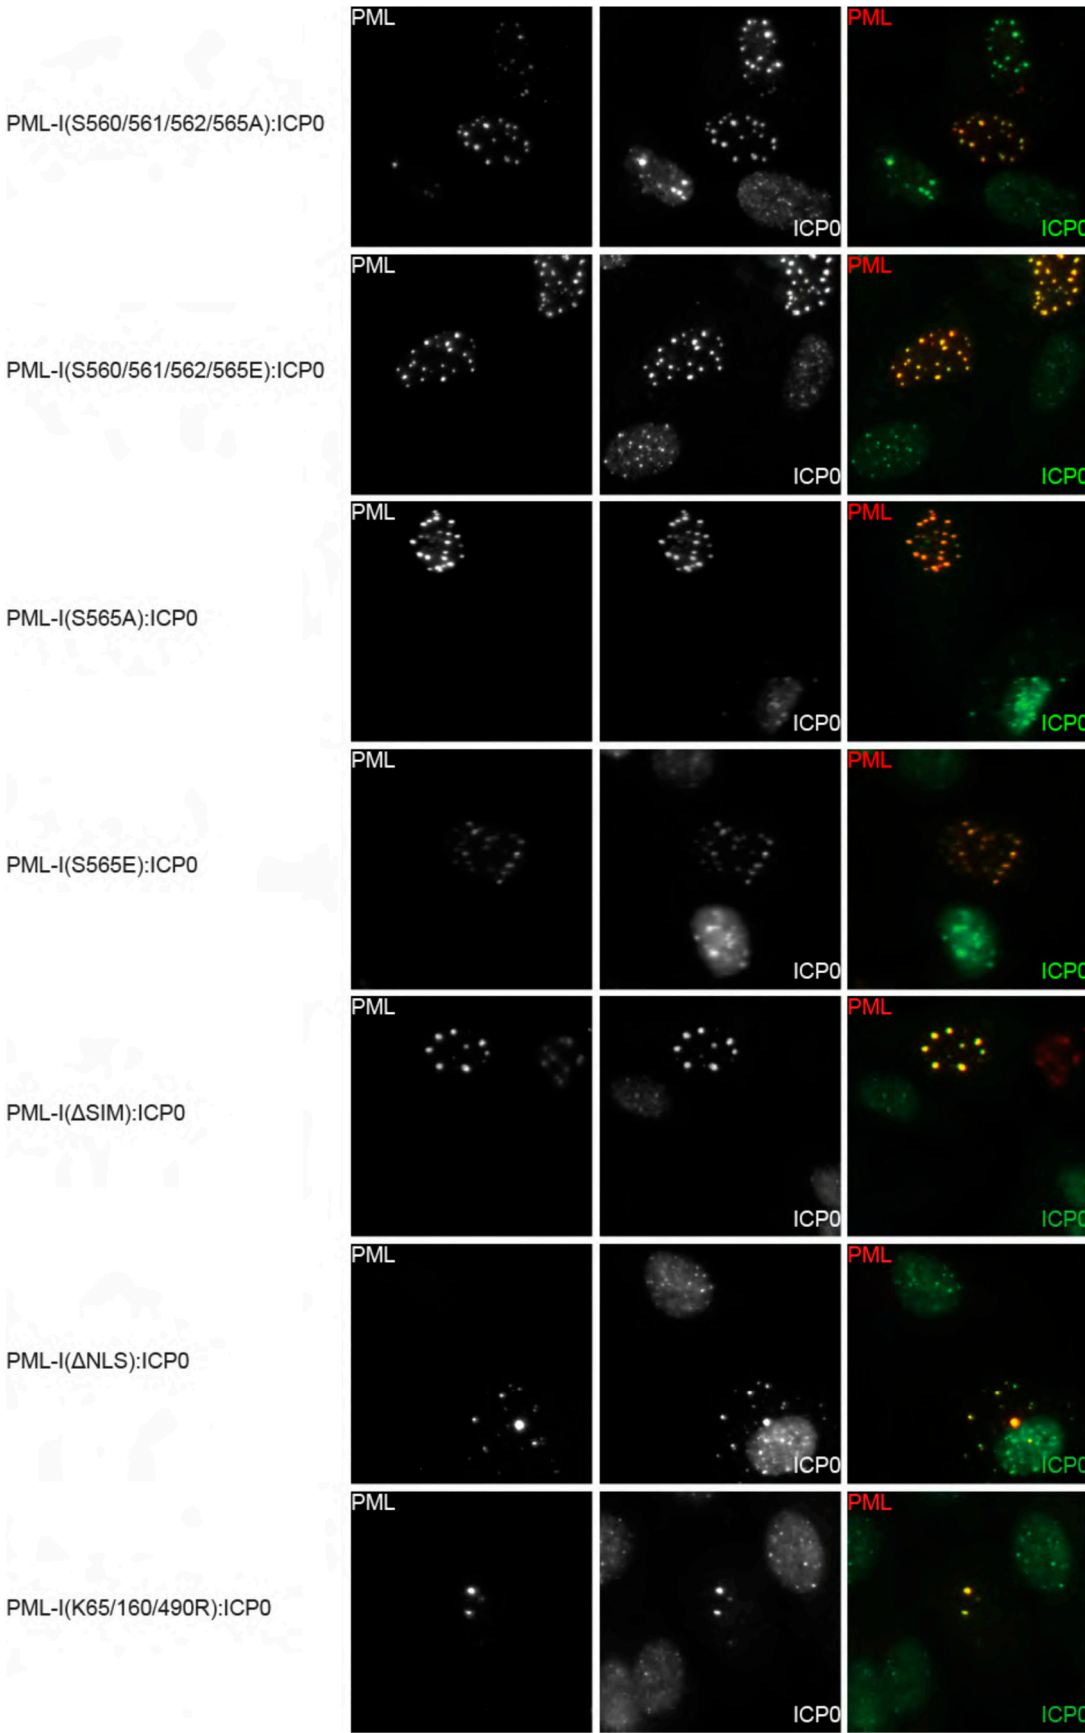 PML PML
PML-I(S560/561/562/565A):ICP0
ICP0 ICP0
PML PML
PML-I(S560/561/562/565E):ICP0
ICP0 ICP0
PML PML
PML-I(S565A):ICP0
ICP0 ICP0
PML PML
PML-I(S565E):ICP0
ICP0 ICP0
PML PML
PML-I(ΔSIM):ICP0
ICP0 ICP0
PML PML
PML-I(ΔNLS):ICP0
ICP0 ICP0
PML PML
PML-I(K65/160/490R):ICP0
ICP0 ICP0